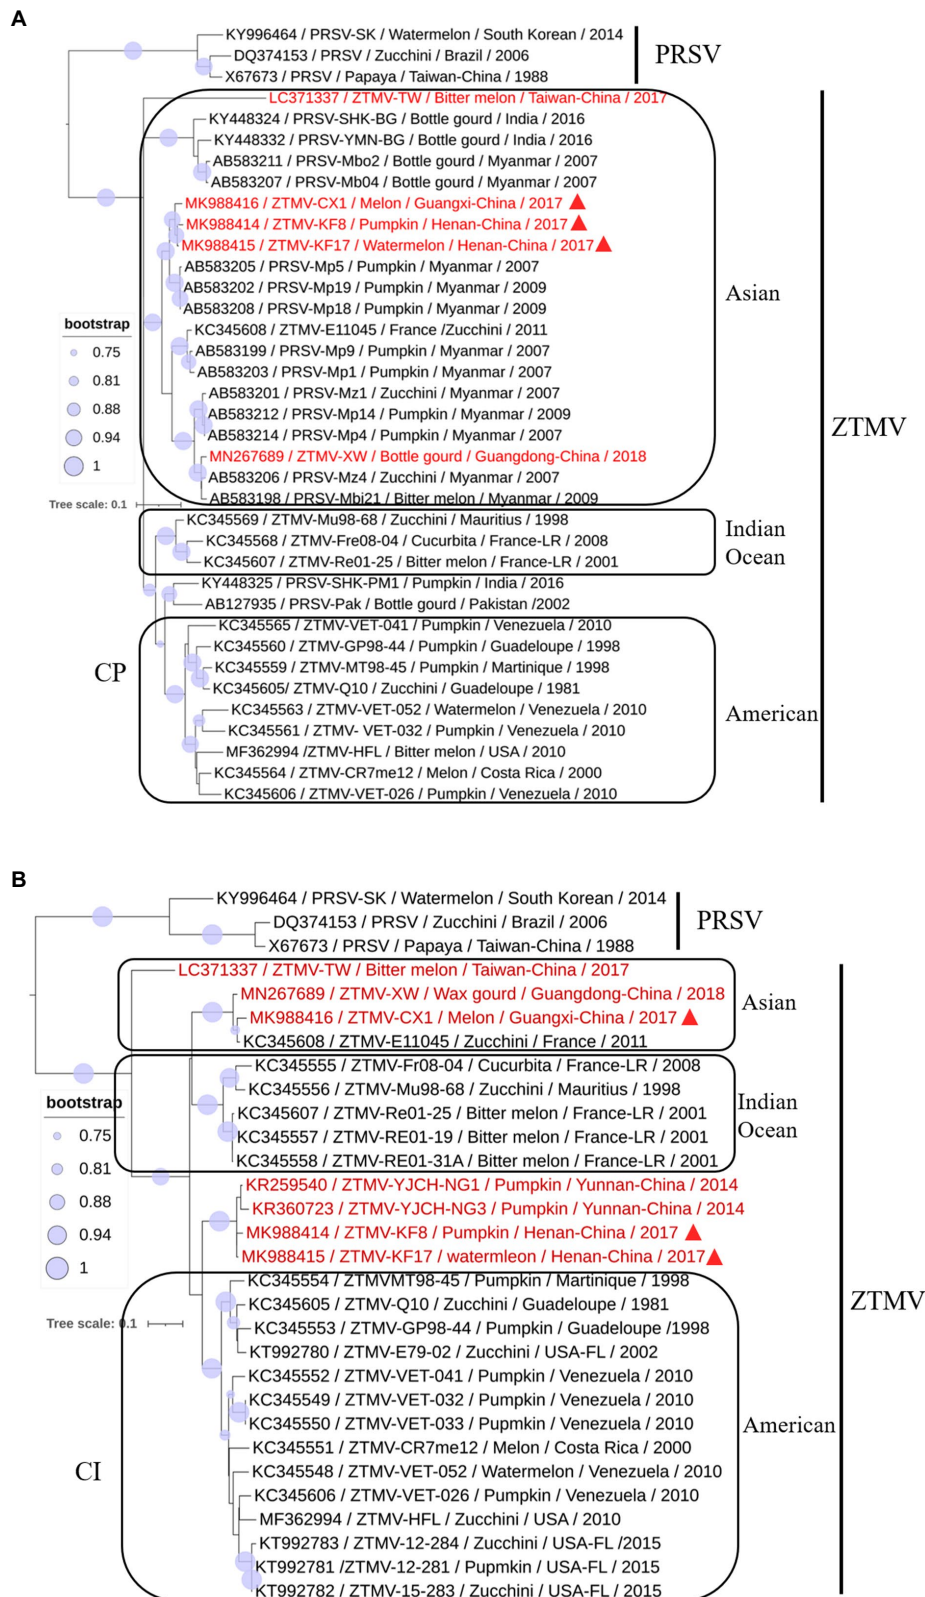 A
KY996464 / PRSV-SK / Watermelon / South Korean / 2014
DQ374153 / PRSV / Zucchini / Brazil / 2006
X67673 / PRSV / Papaya / Taiwan-China / 1988
PRSV
LC371337 / ZTMV-TW / Bitter melon / Taiwan-China / 2017
KY448324 / PRSV-SHK-BG / Bottle gourd / India / 2016
KY448332 / PRSV-YMN-BG / Bottle gourd / India / 2016
AB583211 / PRSV-Mbo2 / Bottle gourd / Myanmar / 2007
AB583207 / PRSV-Mb04 / Bottle gourd / Myanmar / 2007
MK988416 / ZTMV-CX1 / Melon / Guangxi-China / 2017
MK988414 / ZTMV-KF8 / Pumpkin / Henan-China / 2017
MK988415 / ZTMV-KF17 / Watermelon / Henan-China / 2017
AB583205 / PRSV-Mp5 / Pumpkin / Myanmar / 2007
AB583202 / PRSV-Mp19 / Pumpkin / Myanmar / 2009
AB583208 / PRSV-Mp18 / Pumpkin / Myanmar / 2009
KC345608 / ZTMV-E11045 / France /Zucchini / 2011
AB583199 / PRSV-Mp9 / Pumpkin / Myanmar / 2007
AB583203 / PRSV-Mp1 / Pumpkin / Myanmar / 2007
AB583201 / PRSV-Mz1 / Zucchini / Myanmar / 2007
AB583212 / PRSV-Mp14 / Pumpkin / Myanmar / 2009
AB583214 / PRSV-Mp4 / Pumpkin / Myanmar / 2007
MN267689 / ZTMV-XW / Bottle gourd / Guangdong-China / 2018
AB583206 / PRSV-Mz4 / Zucchini / Myanmar / 2007
AB583198 / PRSV-Mbi21 / Bitter melon / Myanmar / 2009
Asian
bootstrap
0.75
0.81
0.88
0.94
1
Tree scale: 0.1
ZTMV
KC345569 / ZTMV-Mu98-68 / Zucchini / Mauritius / 1998
KC345568 / ZTMV-Fre08-04 / Cucurbita / France-LR / 2008
KC345607 / ZTMV-Re01-25 / Bitter melon / France-LR / 2001
Indian
Ocean
KY448325 / PRSV-SHK-PM1 / Pumpkin / India / 2016
AB127935 / PRSV-Pak / Bottle gourd / Pakistan /2002
KC345565 / ZTMV-VET-041 / Pumpkin / Venezuela / 2010
KC345560 / ZTMV-GP98-44 / Pumpkin / Guadeloupe / 1998
KC345559 / ZTMV-MT98-45 / Pumpkin / Martinique / 1998
KC345605/ ZTMV-Q10 / Zucchini / Guadeloupe / 1981
KC345563 / ZTMV-VET-052 / Watermelon / Venezuela / 2010
KC345561 / ZTMV- VET-032 / Pumpkin / Venezuela / 2010
MF362994 /ZTMV-HFL / Bitter melon / USA / 2010
KC345564 / ZTMV-CR7me12 / Melon / Costa Rica / 2000
KC345606 / ZTMV-VET-026 / Pumpkin / Venezuela / 2010
CP
American
B
KY996464 / PRSV-SK / Watermelon / South Korean / 2014
DQ374153 / PRSV / Zucchini / Brazil / 2006
X67673 / PRSV / Papaya / Taiwan-China / 1988
PRSV
LC371337 / ZTMV-TW / Bitter melon / Taiwan-China / 2017
MN267689 / ZTMV-XW / Wax gourd / Guangdong-China / 2018
MK988416 / ZTMV-CX1 / Melon / Guangxi-China / 2017
KC345608 / ZTMV-E11045 / Zucchini / France / 2011
Asian
KC345555 / ZTMV-Fr08-04 / Cucurbita / France-LR / 2008
KC345556 / ZTMV-Mu98-68 / Zucchini / Mauritius / 1998
KC345607 / ZTMV-Re01-25 / Bitter melon / France-LR / 2001
KC345557 / ZTMV-RE01-19 / Bitter melon / France-LR / 2001
KC345558 / ZTMV-RE01-31A / Bitter melon / France-LR / 2001
Indian
Ocean
bootstrap
0.75
0.81
0.88
0.94
1
Tree scale: 0.1
KR259540 / ZTMV-YJCH-NG1 / Pumpkin / Yunnan-China / 2014
KR360723 / ZTMV-YJCH-NG3 / Pumpkin / Yunnan-China / 2014
MK988414 / ZTMV-KF8 / Pumpkin / Henan-China / 2017
MK988415 / ZTMV-KF17 / watermleon / Henan-China / 2017
ZTMV
KC345554 / ZTMVMT98-45 / Pumpkin / Martinique / 1998
KC345605 / ZTMV-Q10 / Zucchini / Guadeloupe / 1981
KC345553 / ZTMV-GP98-44 / Pumpkin / Guadeloupe /1998
KT992780 / ZTMV-E79-02 / Zucchini / USA-FL / 2002
KC345552 / ZTMV-VET-041 / Pumpkin / Venezuela / 2010
KC345549 / ZTMV-VET-032 / Pumpkin / Venezuela / 2010
KC345550 / ZTMV-VET-033 / Pupmkin / Venezuela / 2010
KC345551 / ZTMV-CR7me12 / Melon / Costa Rica / 2000
KC345548 / ZTMV-VET-052 / Watermelon / Venezuela / 2010
KC345606 / ZTMV-VET-026 / Pumpkin / Venezuela / 2010
MF362994 / ZTMV-HFL / Zucchini / USA / 2010
KT992783 / ZTMV-12-284 / Zucchini / USA-FL /2015
KT992781 /ZTMV-12-281 / Pupmkin / USA-FL / 2015
KT992782 / ZTMV-15-283 / Zucchini / USA-FL / 2015
American
CI